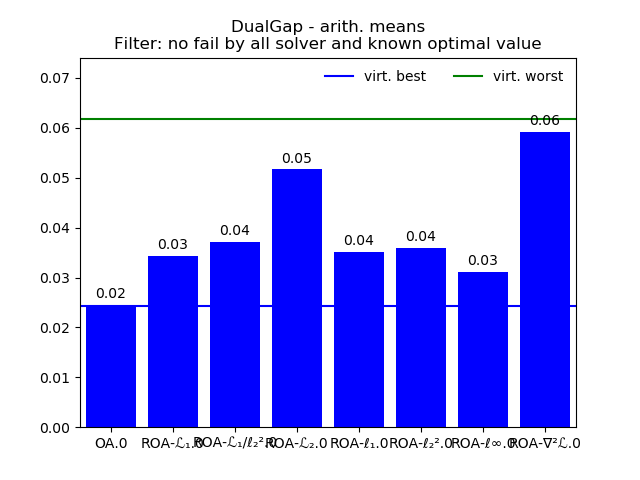 DualGap - arith. means
Filter: no fail by all solver and known optimal value
virt. best virt. worst
0.07
0.06
0.05
0.04
0.03
0.02
0.01
0.00
0.02 0.03 0.04 0.05 0.04 0.04 0.03 0.06
OA.0 ROA-ℒ₁.0 ROA-ℒ₁/ℓ₂².0 ROA-ℒ₂.0 ROA-ℓ₁.0 ROA-ℓ₂².0 ROA-ℓ∞.0 ROA-∇²ℒ.0